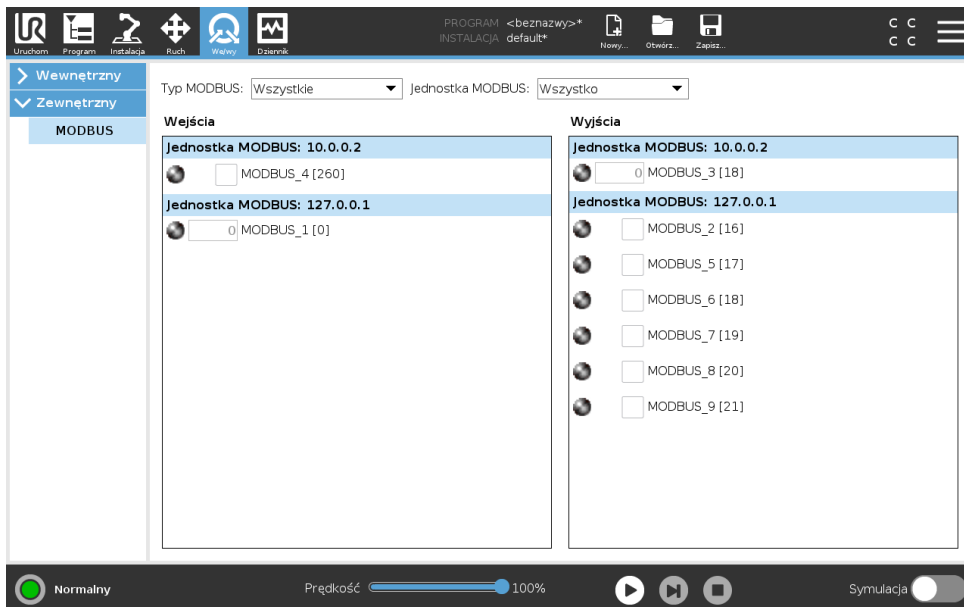 UR
Uruchom
Program
Instalacja
Ruch
We/wy
Dziennik
PROGRAM <beznazwy>*
INSTALACJA default*
Nowy...
Otwórz...
Zapisz...
C C
C C
Wewnętrzny
Zewnętrzny
MODBUS
Typ MODBUS: Wszystkie Jednostka MODBUS: Wszystko
Wejścia
Jednostka MODBUS: 10.0.0.2
MODBUS_4 [260]
Jednostka MODBUS: 127.0.0.1
0 MODBUS_1 [0]
Wyjścia
Jednostka MODBUS: 10.0.0.2
0 MODBUS_3 [18]
Jednostka MODBUS: 127.0.0.1
MODBUS_2 [16]
MODBUS_5 [17]
MODBUS_6 [18]
MODBUS_7 [19]
MODBUS_8 [20]
MODBUS_9 [21]
Normalny
Prędkość 100%
Symulacja